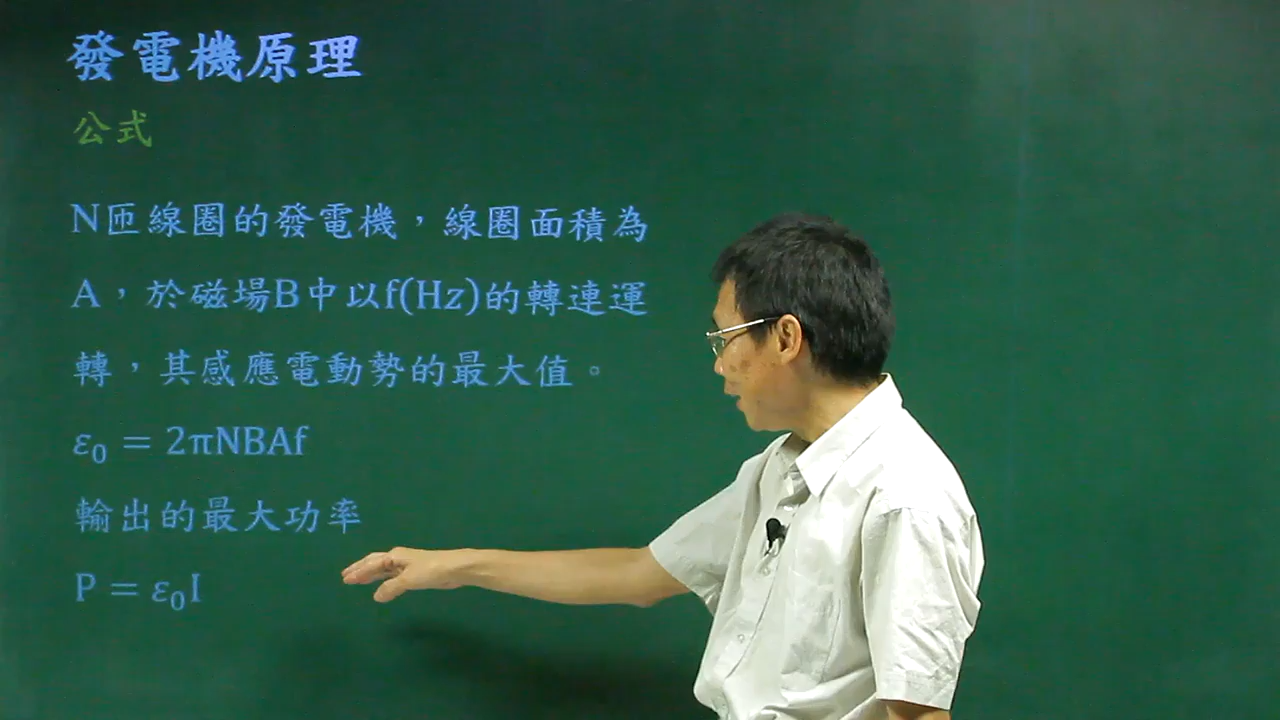 發電機原理
公式
N匝線圈的發電機，線圈面積為
A，於磁場B中以f(Hz)的轉連運
轉，其感應電動勢的最大值。
ε₀ = 2πNBAf
輸出的最大功率
P = ε₀I